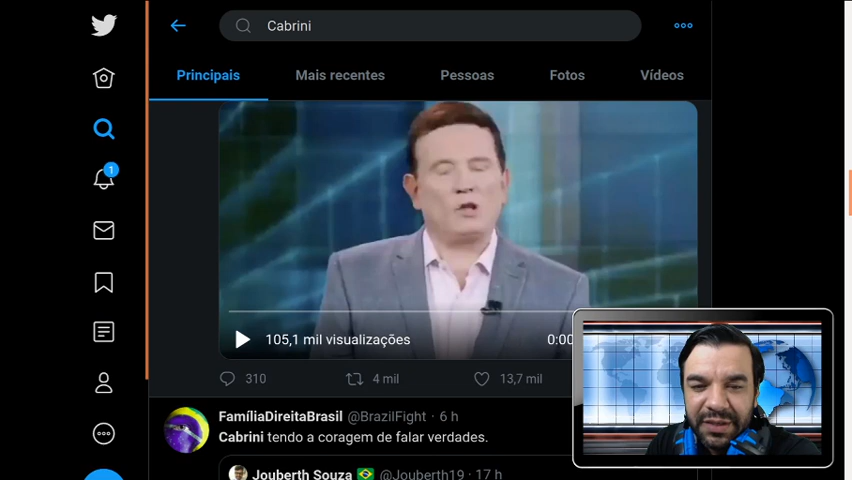 Cabrini
Principais Mais recentes Pessoas Fotos Vídeos
1
105,1 mil visualizações 0:00
310 4 mil 13,7 mil
FamíliaDireitaBrasil @BrazilFight · 6 h
Cabrini tendo a coragem de falar verdades.
Jouberth Souza @Jouberth19 · 17 h